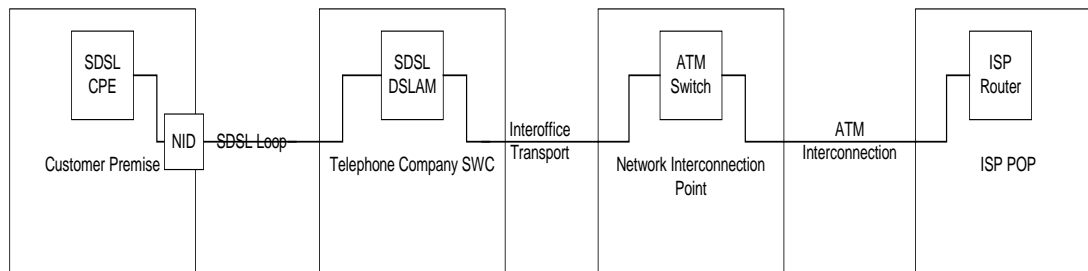 SDSL
CPE
SDSL
DSLAM
ATM
Switch
ISP
Router
NID
SDSL Loop
Interoffice
Transport
ATM
Interconnection
Customer Premise
Telephone Company SWC
Network Interconnection
Point
ISP POP